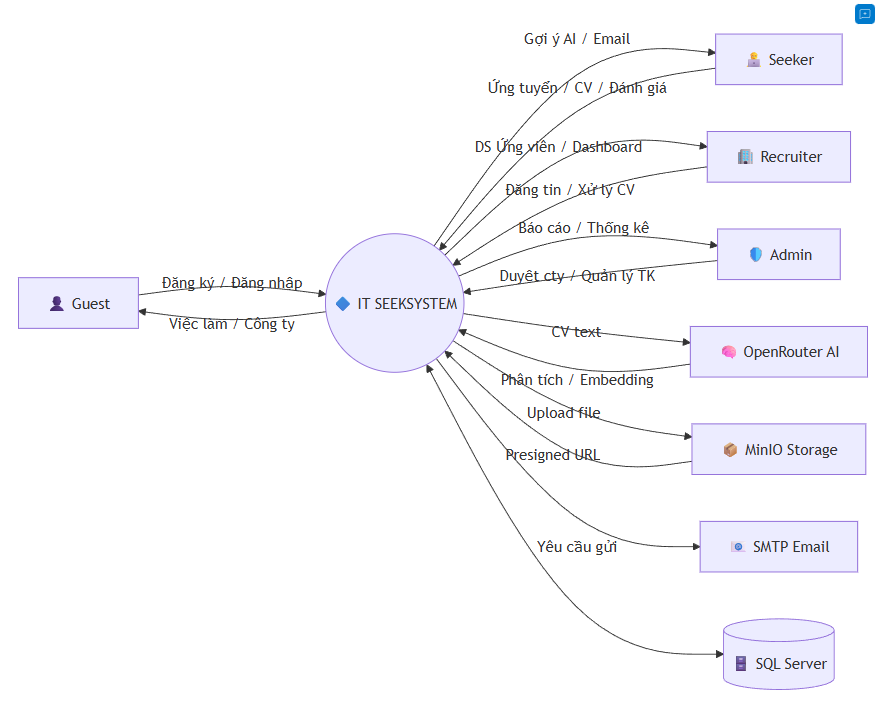 Gợi ý AI / Email
Seeker
Ứng tuyển / CV / Đánh giá
DS Ứng viên / Dashboard
Recruiter
Đăng tin / Xử lý CV
Báo cáo / Thống kê
Admin
Duyệt cty / Quản lý TK
Đăng ký / Đăng nhập
Guest
IT SEEKSYSTEM
Việc làm / Công ty
CV text
OpenRouter AI
Phân tích / Embedding
Upload file
MinIO Storage
Presigned URL
Yêu cầu gửi
SMTP Email
SQL Server